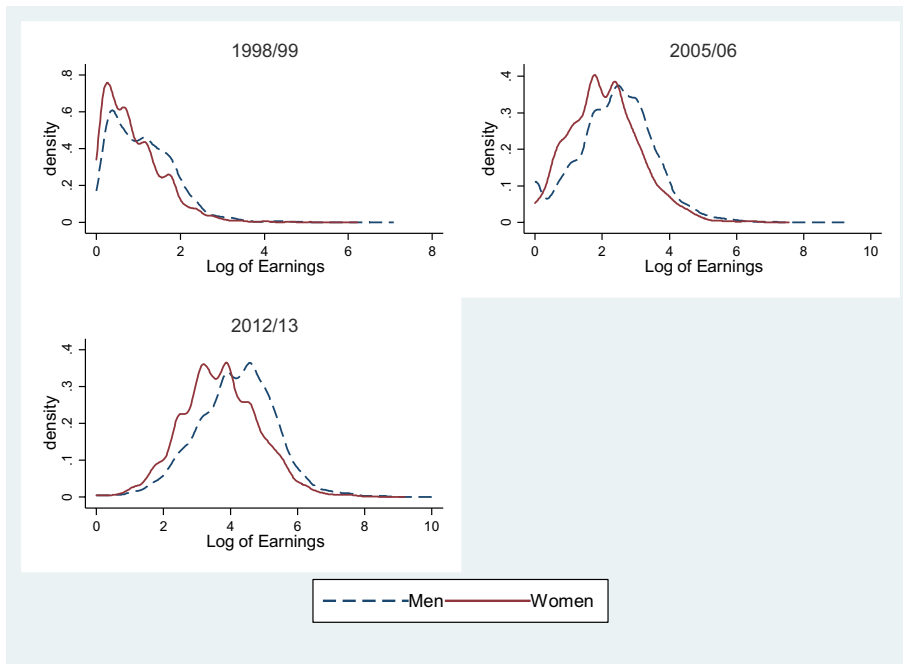 1998/99
density
0 .2 .4 .6 .8
0 2 4 6 8
Log of Earnings
2005/06
density
0 .1 .2 .3 .4
0 2 4 6 8 10
Log of Earnings
2012/13
density
0 .1 .2 .3 .4
0 2 4 6 8 10
Log of Earnings
Men Women